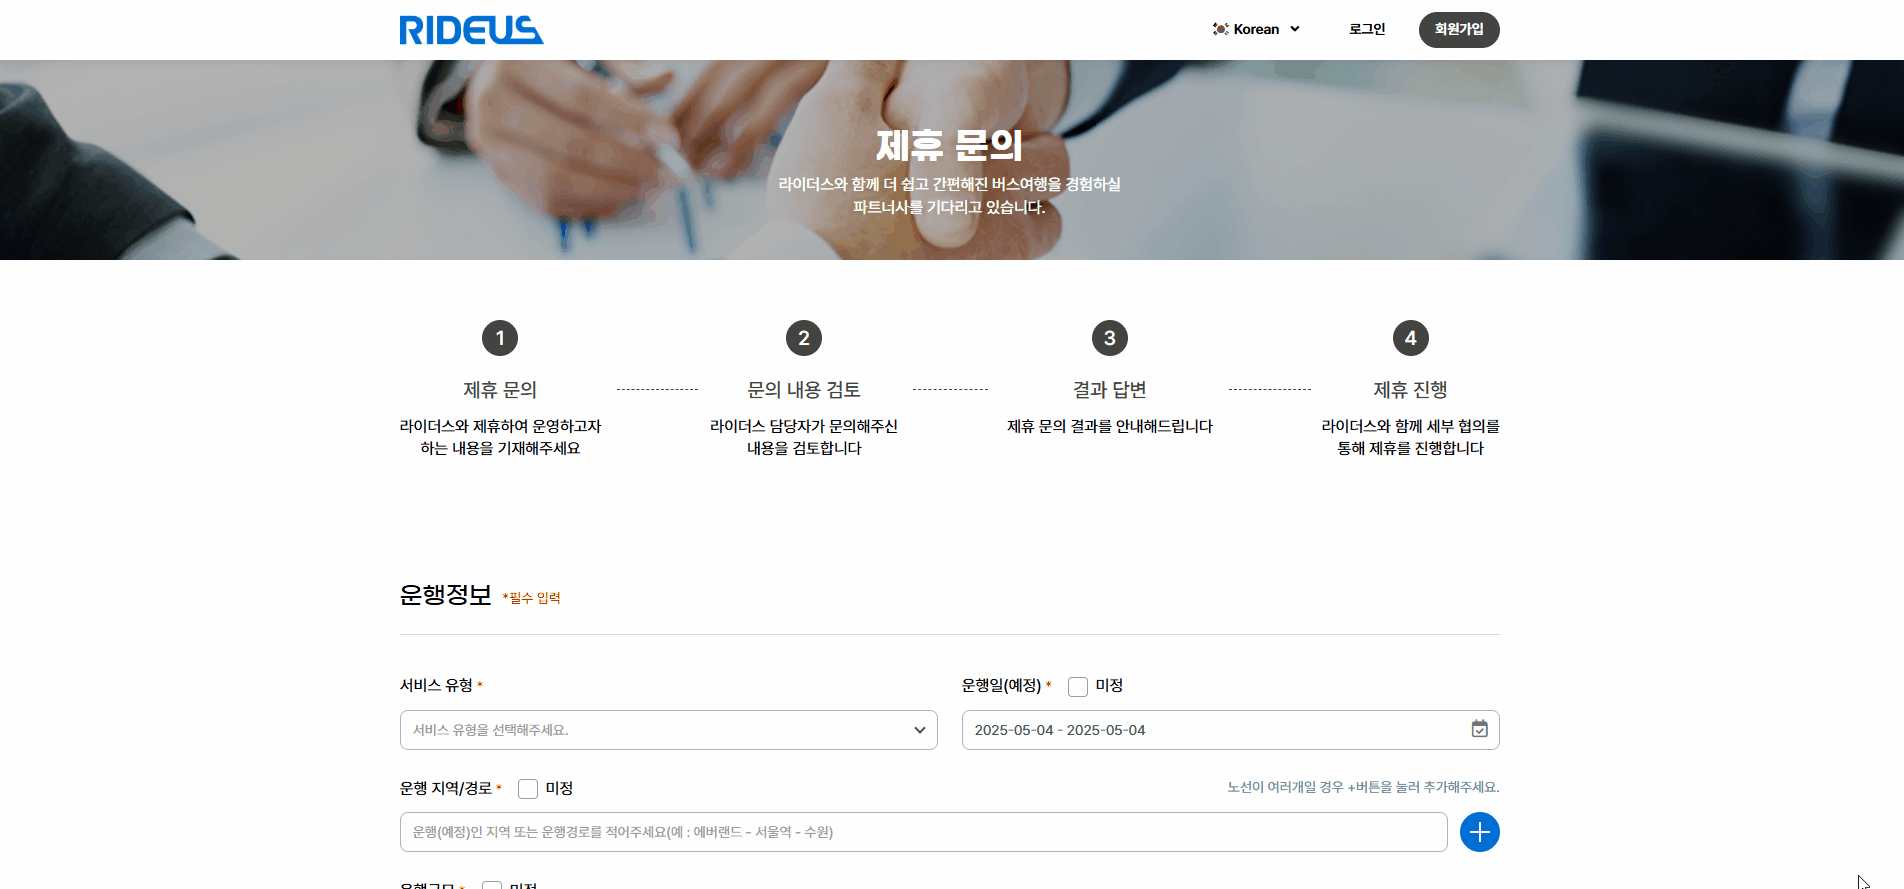 RIDEUS
Korean
로그인
회원가입
제휴 문의
라이더스와 함께 더 쉽고 간편해진 버스여행을 경험하실
파트너사를 기다리고 있습니다.
1
제휴 문의
라이더스와 제휴하여 운영하고자
하는 내용을 기재해주세요
2
문의 내용 검토
라이더스 담당자가 문의해주신
내용을 검토합니다
3
결과 답변
제휴 문의 결과를 안내해드립니다
4
제휴 진행
라이더스와 함께 세부 협의를
통해 제휴를 진행합니다
운행정보 *필수 입력
서비스 유형 *
서비스 유형을 선택해주세요.
운행일(예정) * 미정
2025-05-04 - 2025-05-04
운행 지역/경로 * 미정
노선이 여러개일 경우 +버튼을 눌러 추가해주세요.
운행(예정)인 지역 또는 운행경로를 적어주세요(예 : 에버랜드 - 서울역 - 수원)
운행규모 * 미정